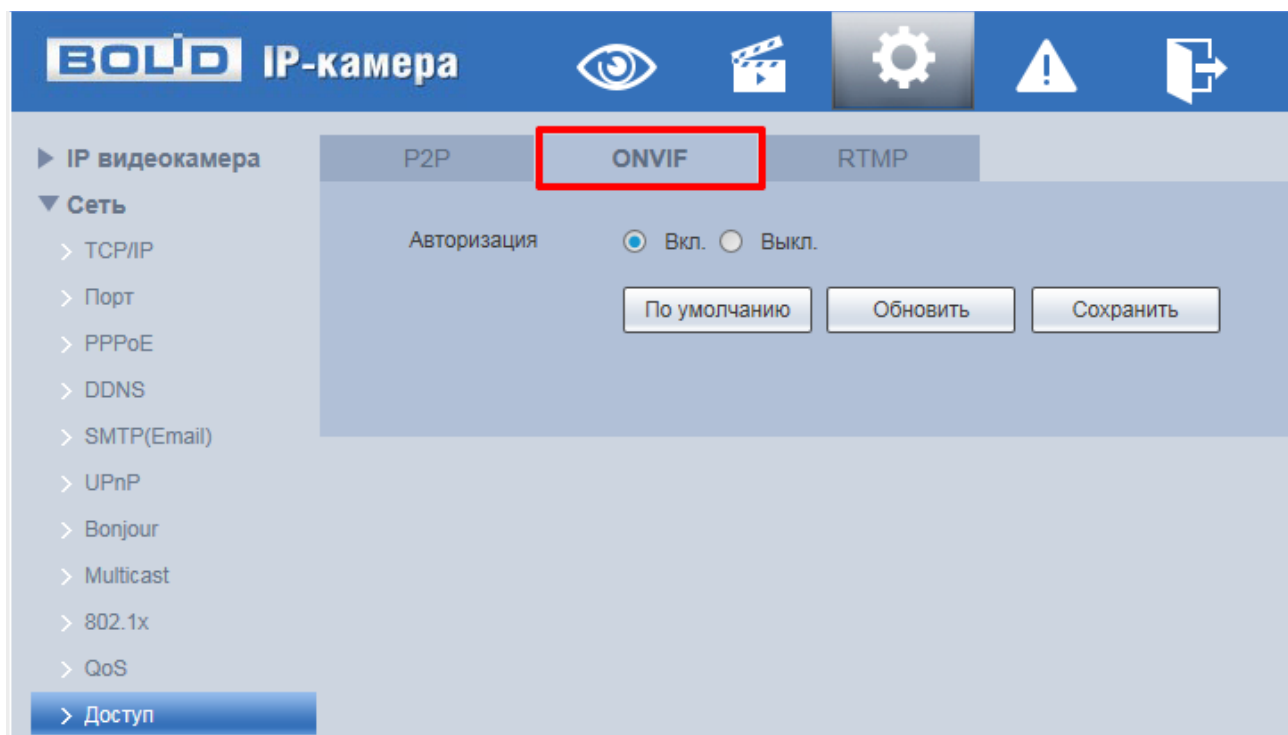 BOLID IP-камера
IP видеокамера
Сеть
TCP/IP
Порт
PPPoE
DDNS
SMTP(Email)
UPnP
Bonjour
Multicast
802.1x
QoS
Доступ
P2P ONVIF RTMP
Авторизация Вкл. Выкл.
По умолчанию Обновить Сохранить